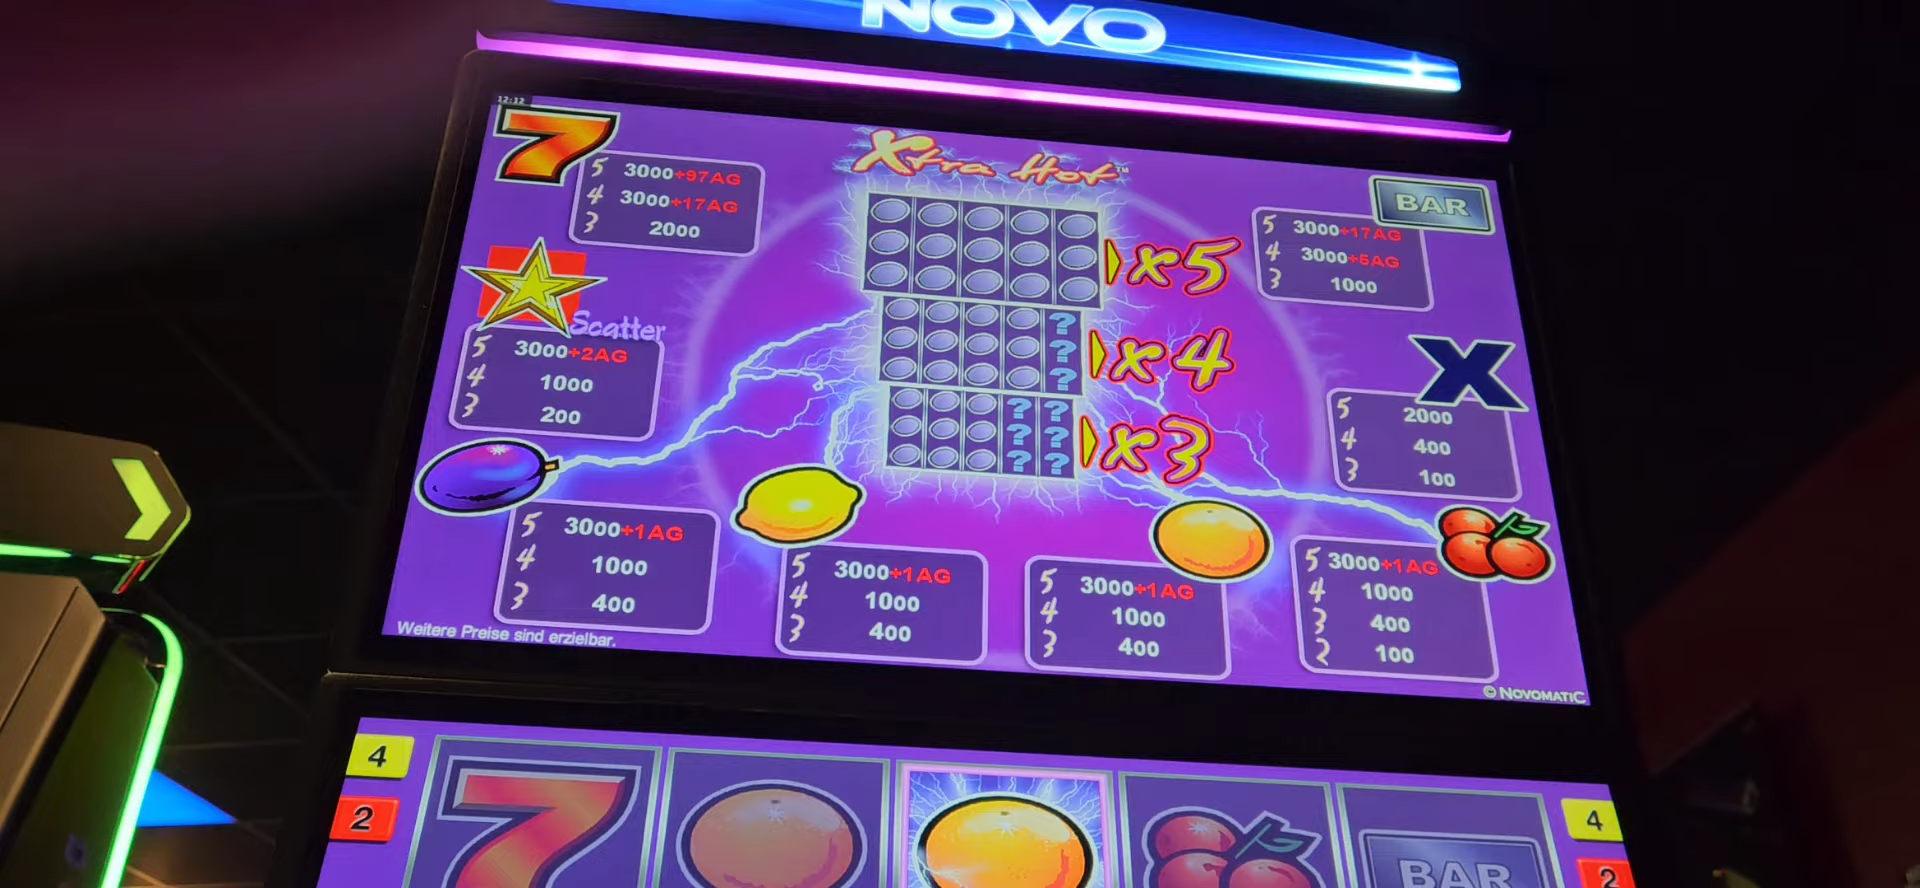 NOVO
12:12
Xtra Hot™
7
5 3000+97AG
4 3000+17AG
3 2000
BAR
5 3000+17AG
4 3000+5AG
3 1000
x5
Scatter
5 3000+2AG
4 1000
3 200
?
?
?
x4
X
5 2000
4 400
3 100
? ?
? ?
? ?
x3
5 3000+1AG
4 1000
3 400
5 3000+1AG
4 1000
3 400
5 3000+1AG
4 1000
3 400
5 3000+1AG
4 1000
3 400
2 100
Weitere Preise sind erzielbar.
© NOVOMATIC
4
2
7
BAR
4
2